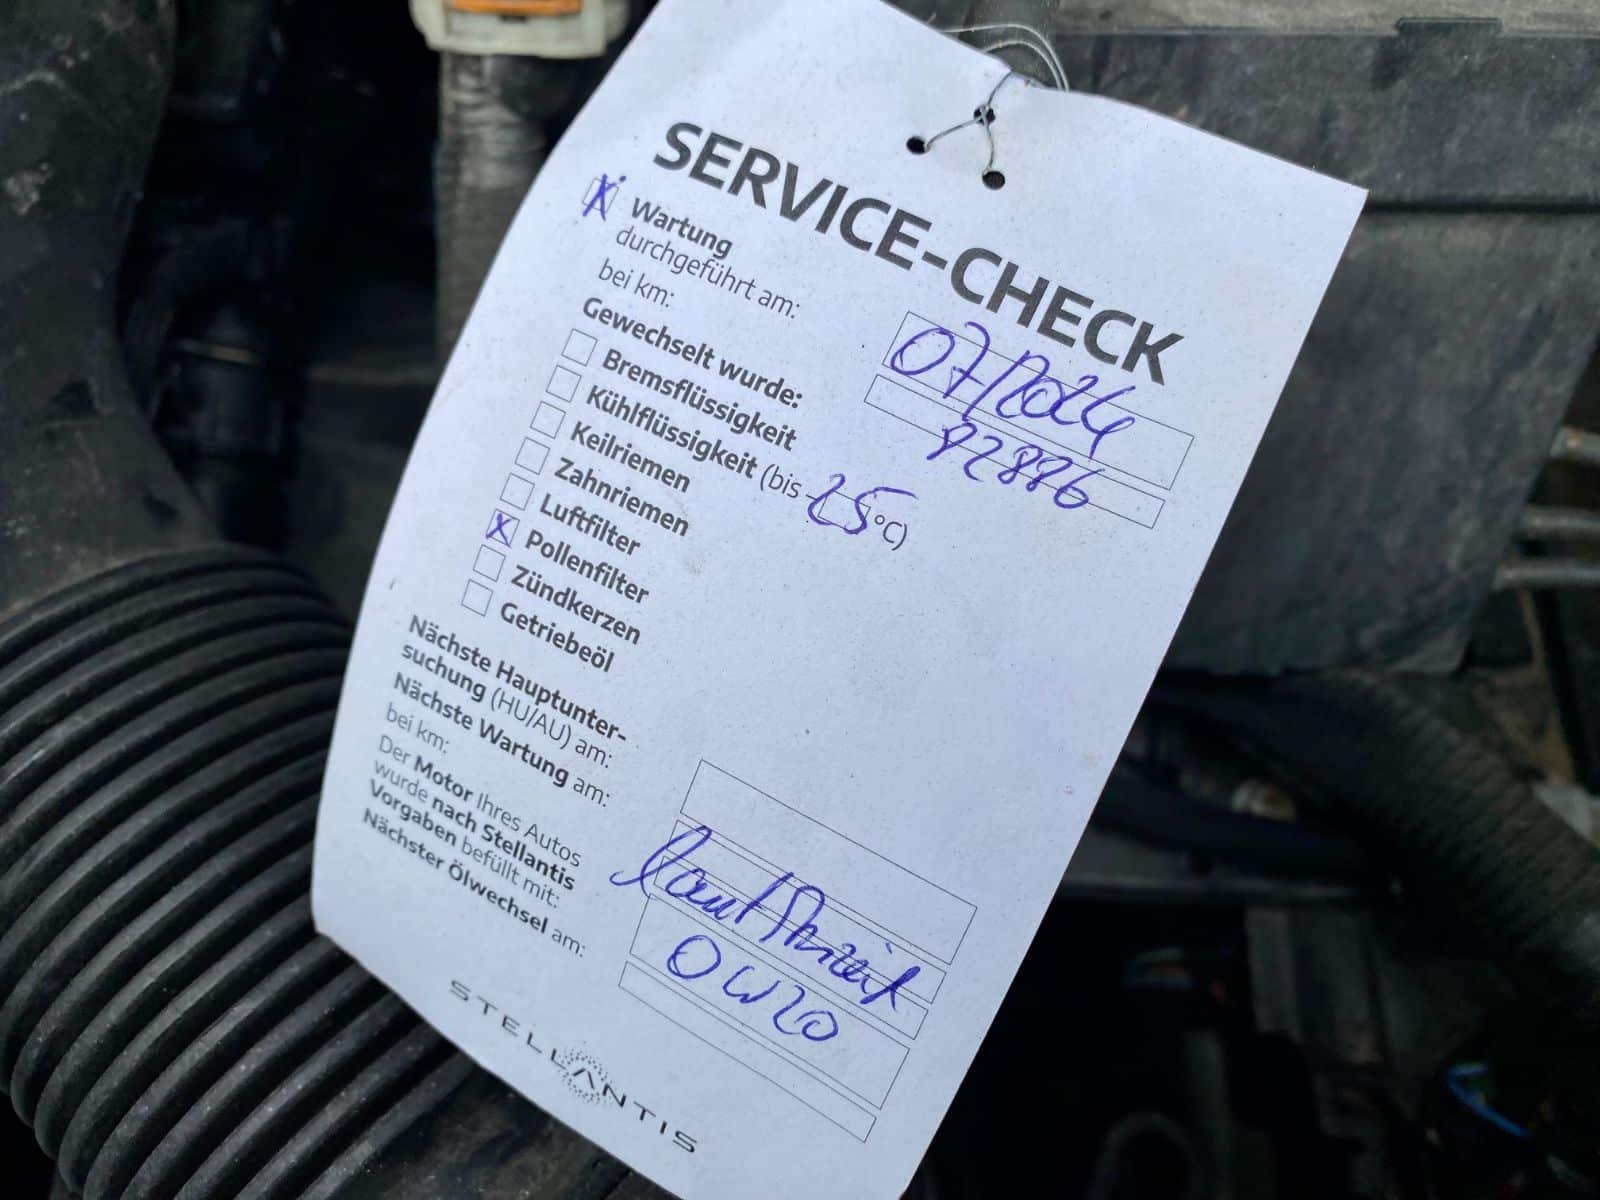 SERVICE-CHECK
X Wartung
durchgeführt am: 07/2024
bei km: 92886
Gewechselt wurde:
Bremsflüssigkeit
Kühlflüssigkeit (bis -25 °C)
Keilriemen
Zahnriemen
Luftfilter
X Pollenfilter
Zündkerzen
Getriebeöl
Nächste Hauptunter-
suchung (HU/AU) am:
Nächste Wartung am:
bei km: laut
Der Motor Ihres Autos
wurde nach Stellantis
Vorgaben befüllt mit: 0W20
Nächster Ölwechsel am:
STELLANTIS